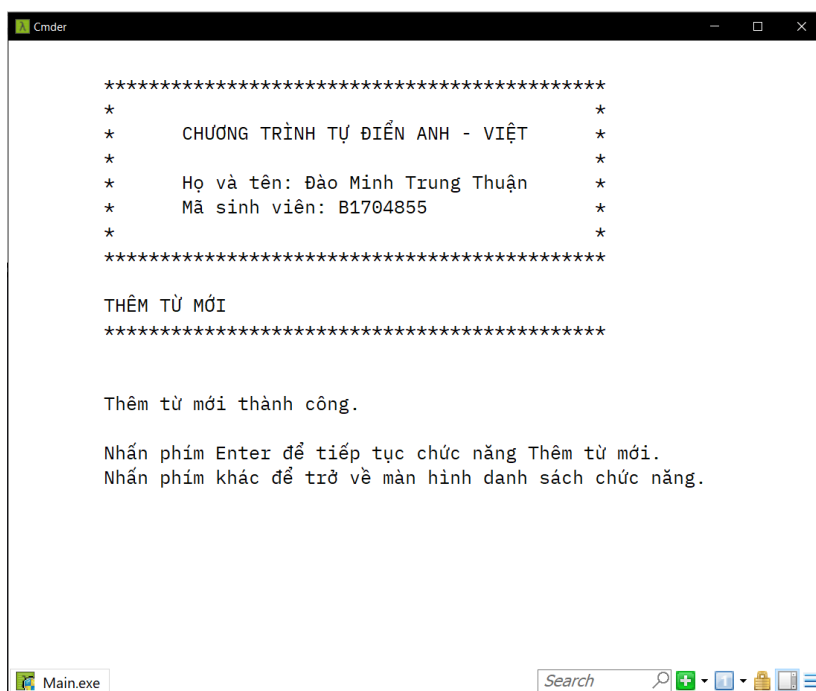 λ Cmder
*********************************************
* *
* CHƯƠNG TRÌNH TỰ ĐIỂN ANH - VIỆT *
* *
* Họ và tên: Đào Minh Trung Thuận *
* Mã sinh viên: B1704855 *
* *
*********************************************
THÊM TỪ MỚI
*********************************************
Thêm từ mới thành công.
Nhấn phím Enter để tiếp tục chức năng Thêm từ mới.
Nhấn phím khác để trở về màn hình danh sách chức năng.
Main.exe Search 1